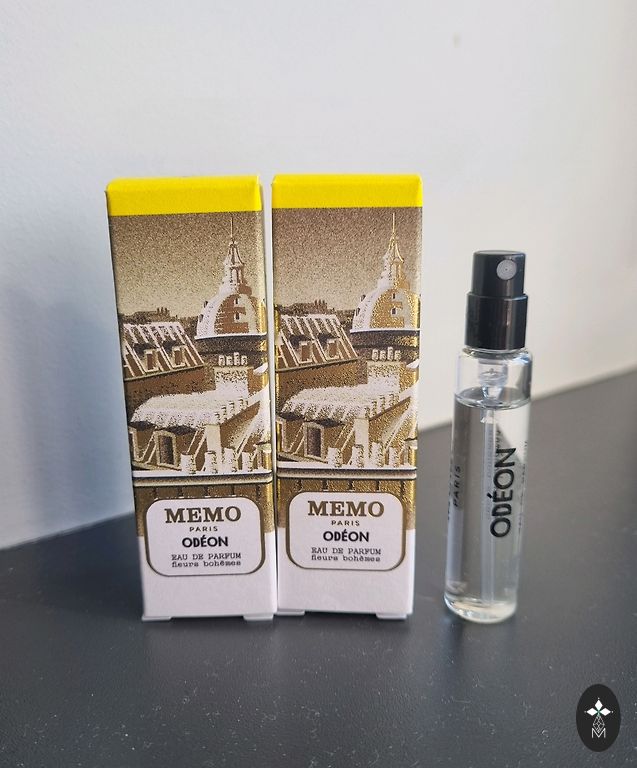 MEMO
PARIS
ODÉON
EAU DE PARFUM
fleurs bohèmes
MEMO
PARIS
ODÉON
EAU DE PARFUM
fleurs bohèmes
PARIS
ODÉON